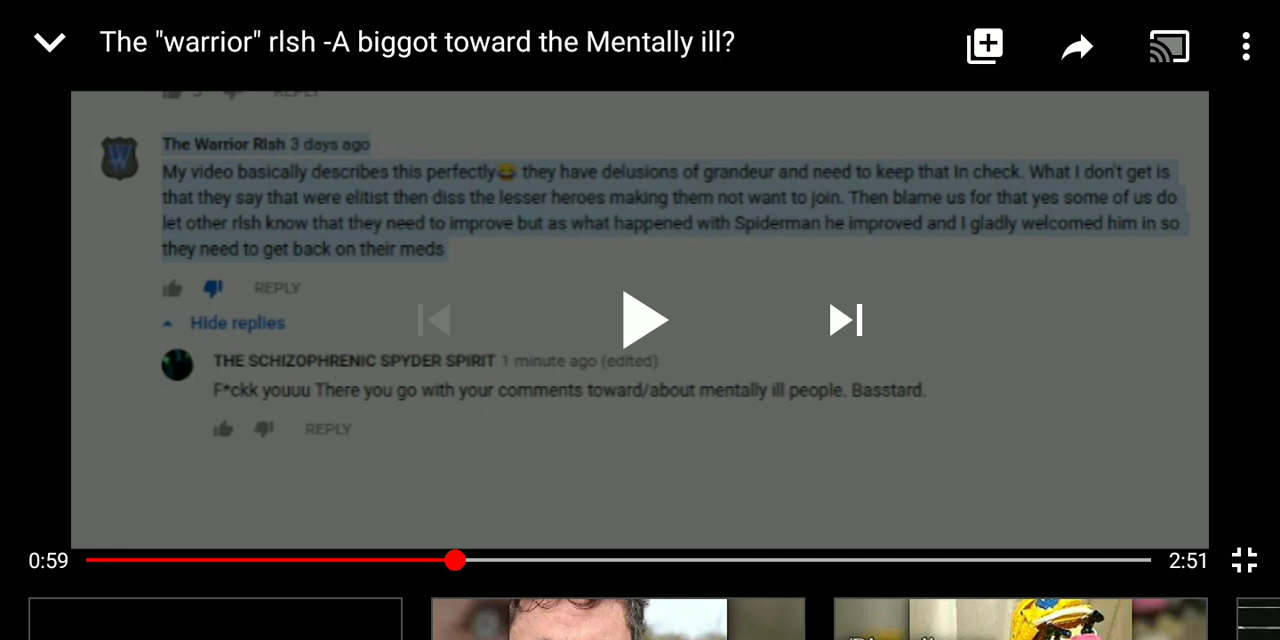 The "warrior" rlsh -A biggot toward the Mentally ill?
3 REPLY
The Warrior Rlsh 3 days ago
My video basically describes this perfectly😂 they have delusions of grandeur and need to keep that In check. What I don't get is
that they say that were elitist then diss the lesser heroes making them not want to join. Then blame us for that yes some of us do
let other rlsh know that they need to improve but as what happened with Spiderman he improved and I gladly welcomed him in so
they need to get back on their meds
REPLY
Hide replies
THE SCHIZOPHRENIC SPYDER SPIRIT 1 minute ago (edited)
F*ckk youuu There you go with your comments toward/about mentally ill people. Basstard.
REPLY
0:59 2:51